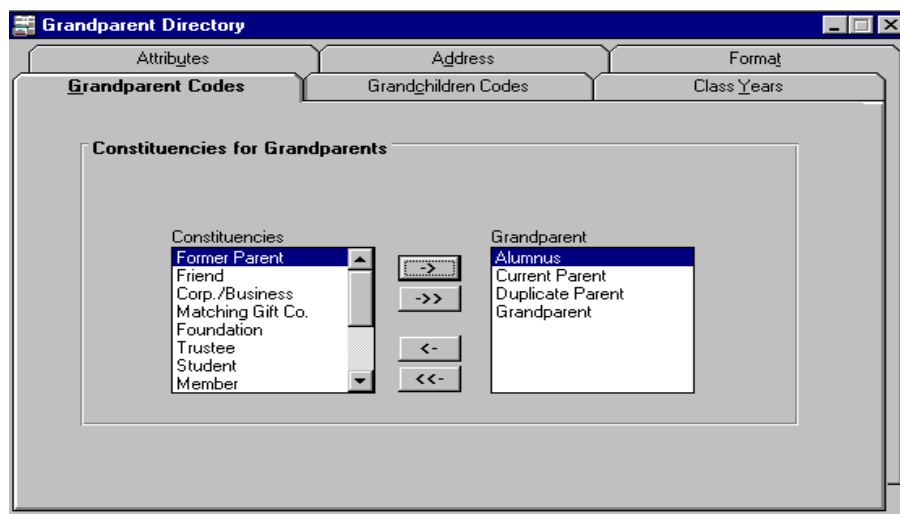 Grandparent Directory
Attributes Address Format
Grandparent Codes Grandchildren Codes Class Years
Constituencies for Grandparents
Constituencies Grandparent
Former Parent -> Alumnus
Friend Current Parent
Corp./Business ->> Duplicate Parent
Matching Gift Co. Grandparent
Foundation
Trustee <-
Student
Member <<-